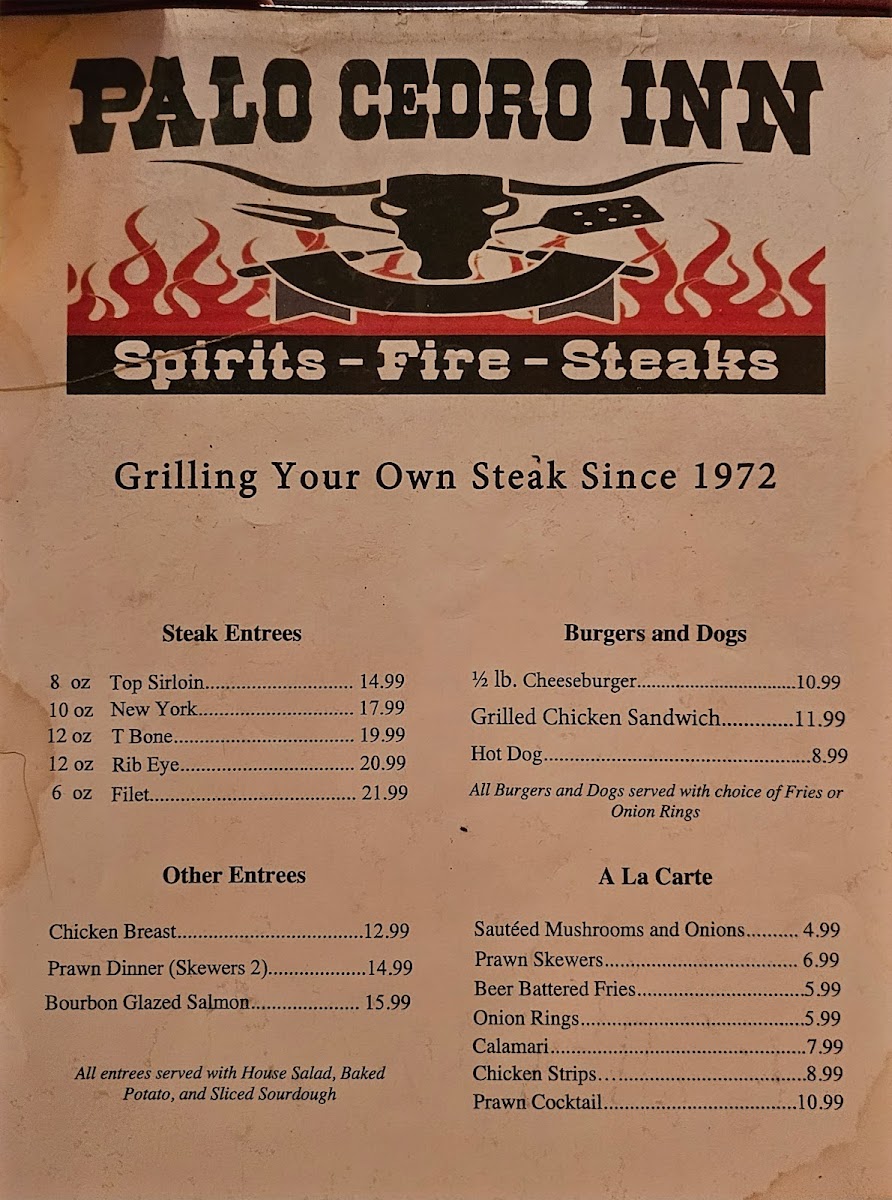 PALO CEDRO INN
Spirits - Fire - Steaks
Grilling Your Own Steak Since 1972
Steak Entrees
8 oz Top Sirloin............................ 14.99
10 oz New York............................. 17.99
12 oz T Bone................................. 19.99
12 oz Rib Eye................................ 20.99
6 oz Filet..................................... 21.99
Other Entrees
Chicken Breast..................................12.99
Prawn Dinner (Skewers 2)..................14.99
Bourbon Glazed Salmon.................... 15.99
All entrees served with House Salad, Baked
Potato, and Sliced Sourdough
Burgers and Dogs
½ lb. Cheeseburger.............................10.99
Grilled Chicken Sandwich.............11.99
Hot Dog.................................................8.99
All Burgers and Dogs served with choice of Fries or
Onion Rings
A La Carte
Sautéed Mushrooms and Onions.......... 4.99
Prawn Skewers................................... 6.99
Beer Battered Fries..............................5.99
Onion Rings........................................5.99
Calamari..............................................7.99
Chicken Strips.....................................8.99
Prawn Cocktail...................................10.99